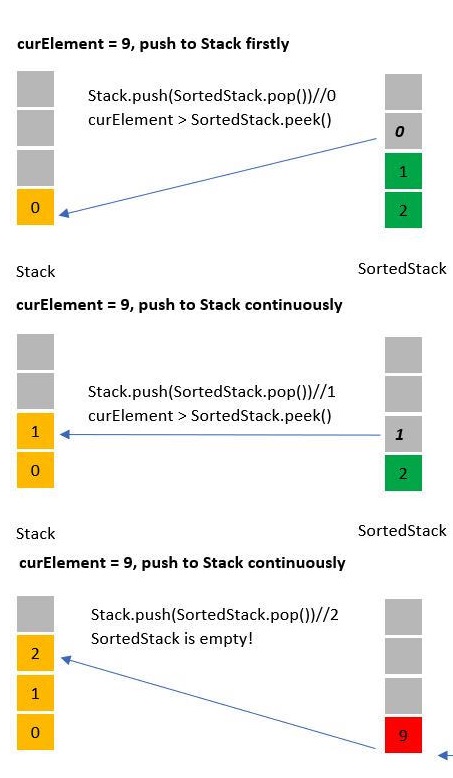 curElement = 9, push to Stack firstly
Stack.push(SortedStack.pop())//0
curElement > SortedStack.peek()
0
1
0
2
Stack
SortedStack
curElement = 9, push to Stack continuously
Stack.push(SortedStack.pop())//1
curElement > SortedStack.peek()
1
1
0
2
Stack
SortedStack
curElement = 9, push to Stack continuously
Stack.push(SortedStack.pop())//2
SortedStack is empty!
2
1
0
9